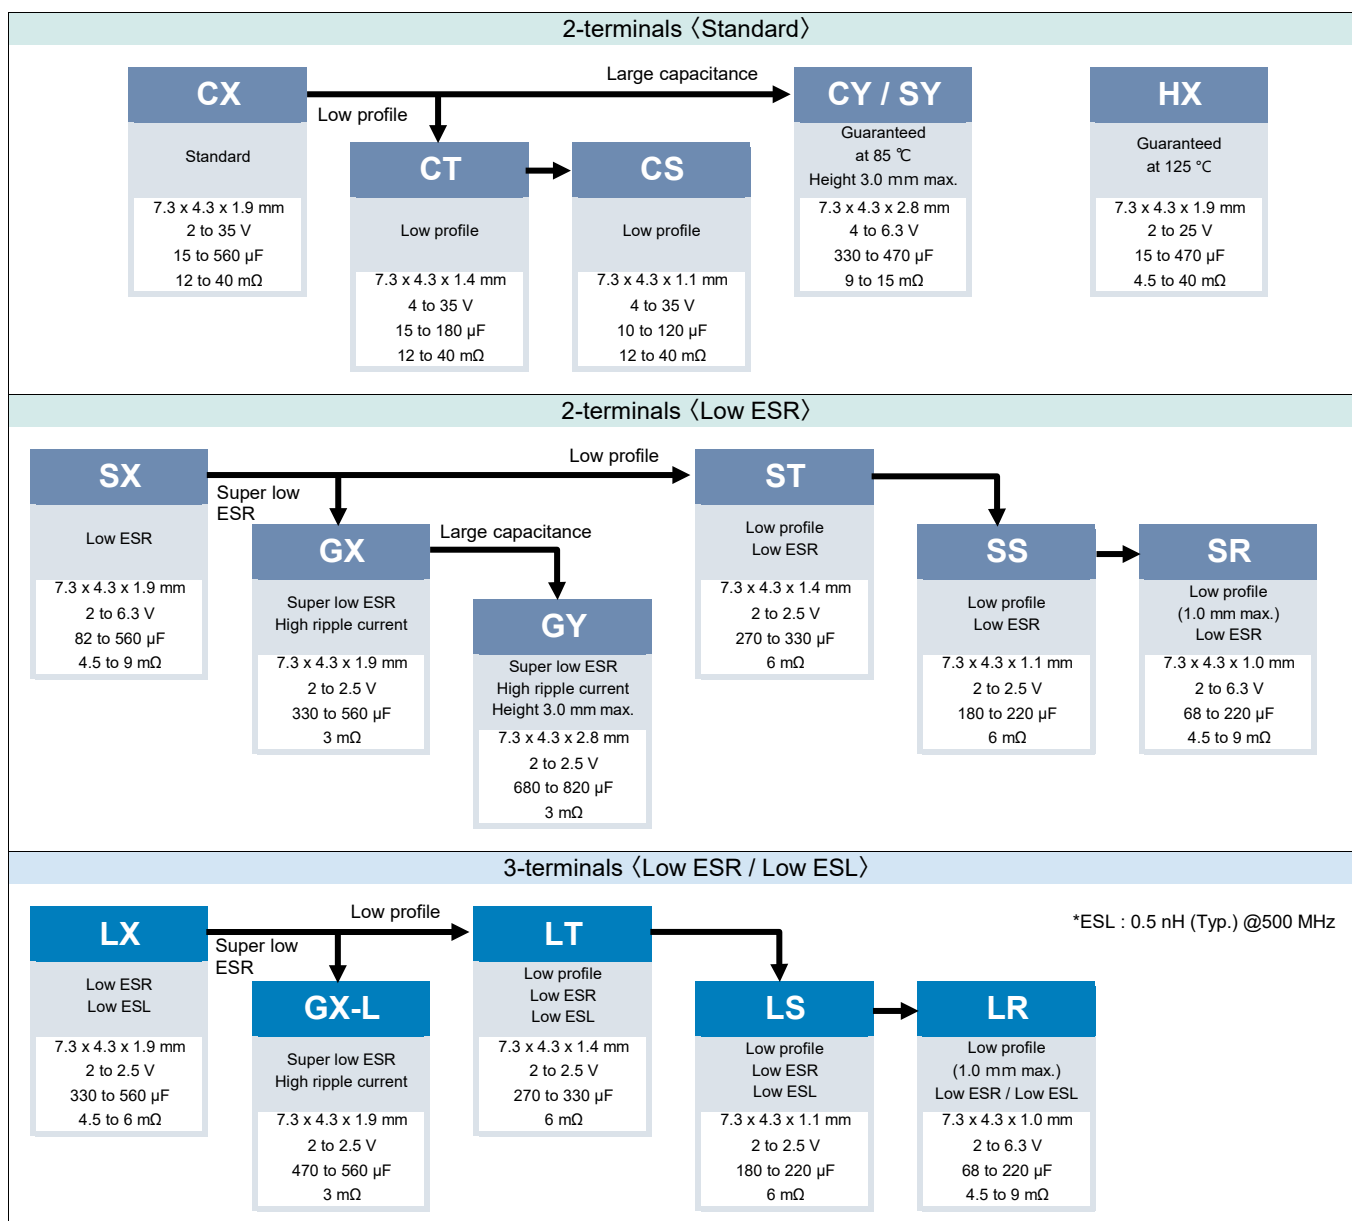 2-terminals〈Standard〉
CX
Standard
7.3 x 4.3 x 1.9 mm
2 to 35 V
15 to 560 µF
12 to 40 mΩ
Low profile
Large capacitance
CT
Low profile
7.3 x 4.3 x 1.4 mm
4 to 35 V
15 to 180 µF
12 to 40 mΩ
CS
Low profile
7.3 x 4.3 x 1.1 mm
4 to 35 V
10 to 120 µF
12 to 40 mΩ
CY / SY
Guaranteed
at 85 ℃
Height 3.0 mm max.
7.3 x 4.3 x 2.8 mm
4 to 6.3 V
330 to 470 µF
9 to 15 mΩ
HX
Guaranteed
at 125 ℃
7.3 x 4.3 x 1.9 mm
2 to 25 V
15 to 470 µF
4.5 to 40 mΩ
2-terminals〈Low ESR〉
SX
Low ESR
7.3 x 4.3 x 1.9 mm
2 to 6.3 V
82 to 560 µF
4.5 to 9 mΩ
Super low
ESR
Low profile
GX
Super low ESR
High ripple current
7.3 x 4.3 x 1.9 mm
2 to 2.5 V
330 to 560 µF
3 mΩ
Large capacitance
GY
Super low ESR
High ripple current
Height 3.0 mm max.
7.3 x 4.3 x 2.8 mm
2 to 2.5 V
680 to 820 µF
3 mΩ
ST
Low profile
Low ESR
7.3 x 4.3 x 1.4 mm
2 to 2.5 V
270 to 330 µF
6 mΩ
SS
Low profile
Low ESR
7.3 x 4.3 x 1.1 mm
2 to 2.5 V
180 to 220 µF
6 mΩ
SR
Low profile
(1.0 mm max.)
Low ESR
7.3 x 4.3 x 1.0 mm
2 to 6.3 V
68 to 220 µF
4.5 to 9 mΩ
3-terminals〈Low ESR / Low ESL〉
*ESL : 0.5 nH (Typ.) @500 MHz
LX
Low ESR
Low ESL
7.3 x 4.3 x 1.9 mm
2 to 2.5 V
330 to 560 µF
4.5 to 6 mΩ
Super low
ESR
Low profile
GX-L
Super low ESR
High ripple current
7.3 x 4.3 x 1.9 mm
2 to 2.5 V
470 to 560 µF
3 mΩ
LT
Low profile
Low ESR
Low ESL
7.3 x 4.3 x 1.4 mm
2 to 2.5 V
270 to 330 µF
6 mΩ
LS
Low profile
Low ESR
Low ESL
7.3 x 4.3 x 1.1 mm
2 to 2.5 V
180 to 220 µF
6 mΩ
LR
Low profile
(1.0 mm max.)
Low ESR / Low ESL
7.3 x 4.3 x 1.0 mm
2 to 6.3 V
68 to 220 µF
4.5 to 9 mΩ